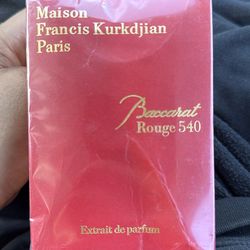 Maison
Francis Kurkdjian
Paris
Baccarat
Rouge 540
Extrait de parfum